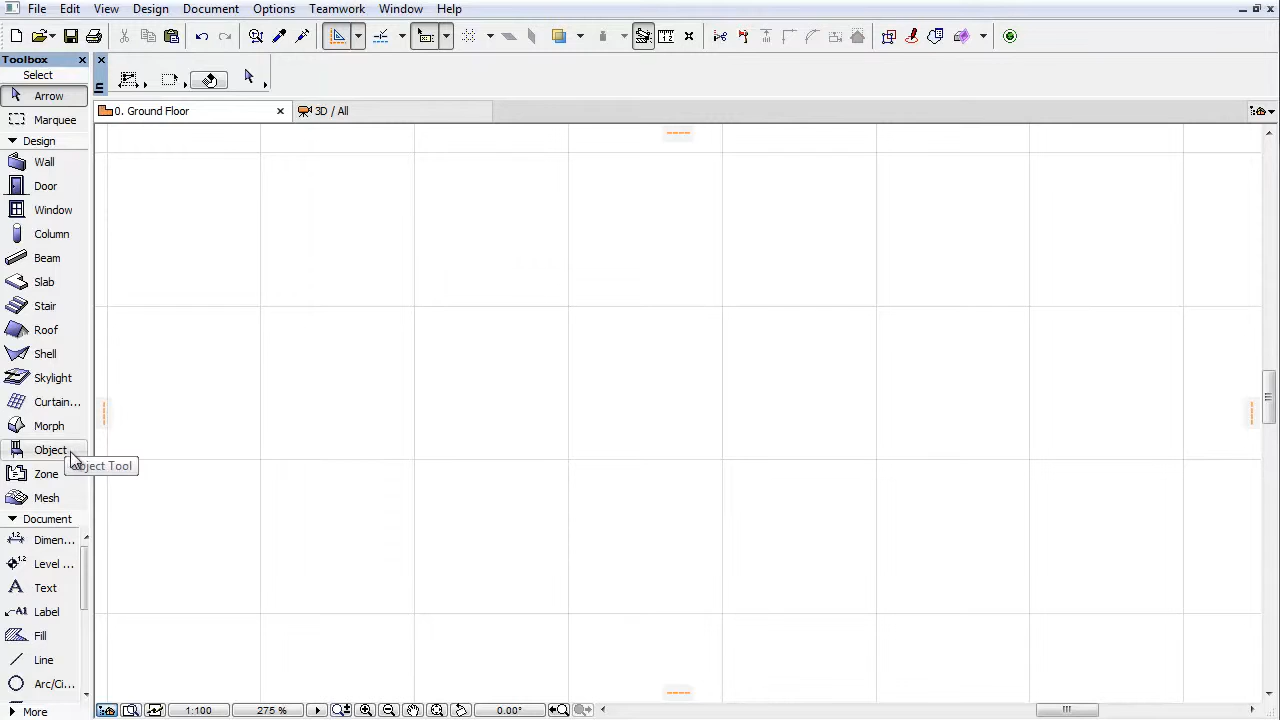 File Edit View Design Document Options Teamwork Window Help
Toolbox
Select
Arrow
Marquee
Design
Wall
Door
Window
Column
Beam
Slab
Stair
Roof
Shell
Skylight
Curtain...
Morph
Object
Object Tool
Zone
Mesh
Document
Dimen...
Level ...
Text
Label
Fill
Line
Arc/Ci...
More
0. Ground Floor
3D / All
1:100
275 %
0.00°